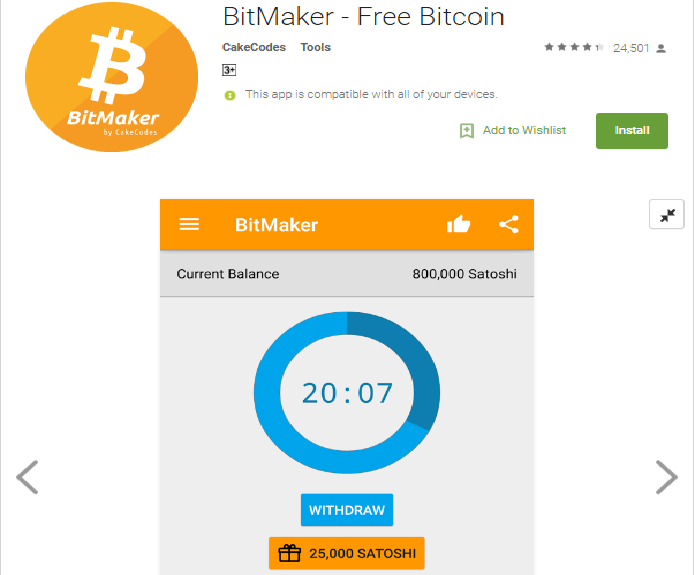 BitMaker - Free Bitcoin
CakeCodes Tools
24,501
3+
This app is compatible with all of your devices.
BitMaker
by CakeCodes
Add to Wishlist
Install
BitMaker
Current Balance 800,000 Satoshi
20:07
WITHDRAW
25,000 SATOSHI